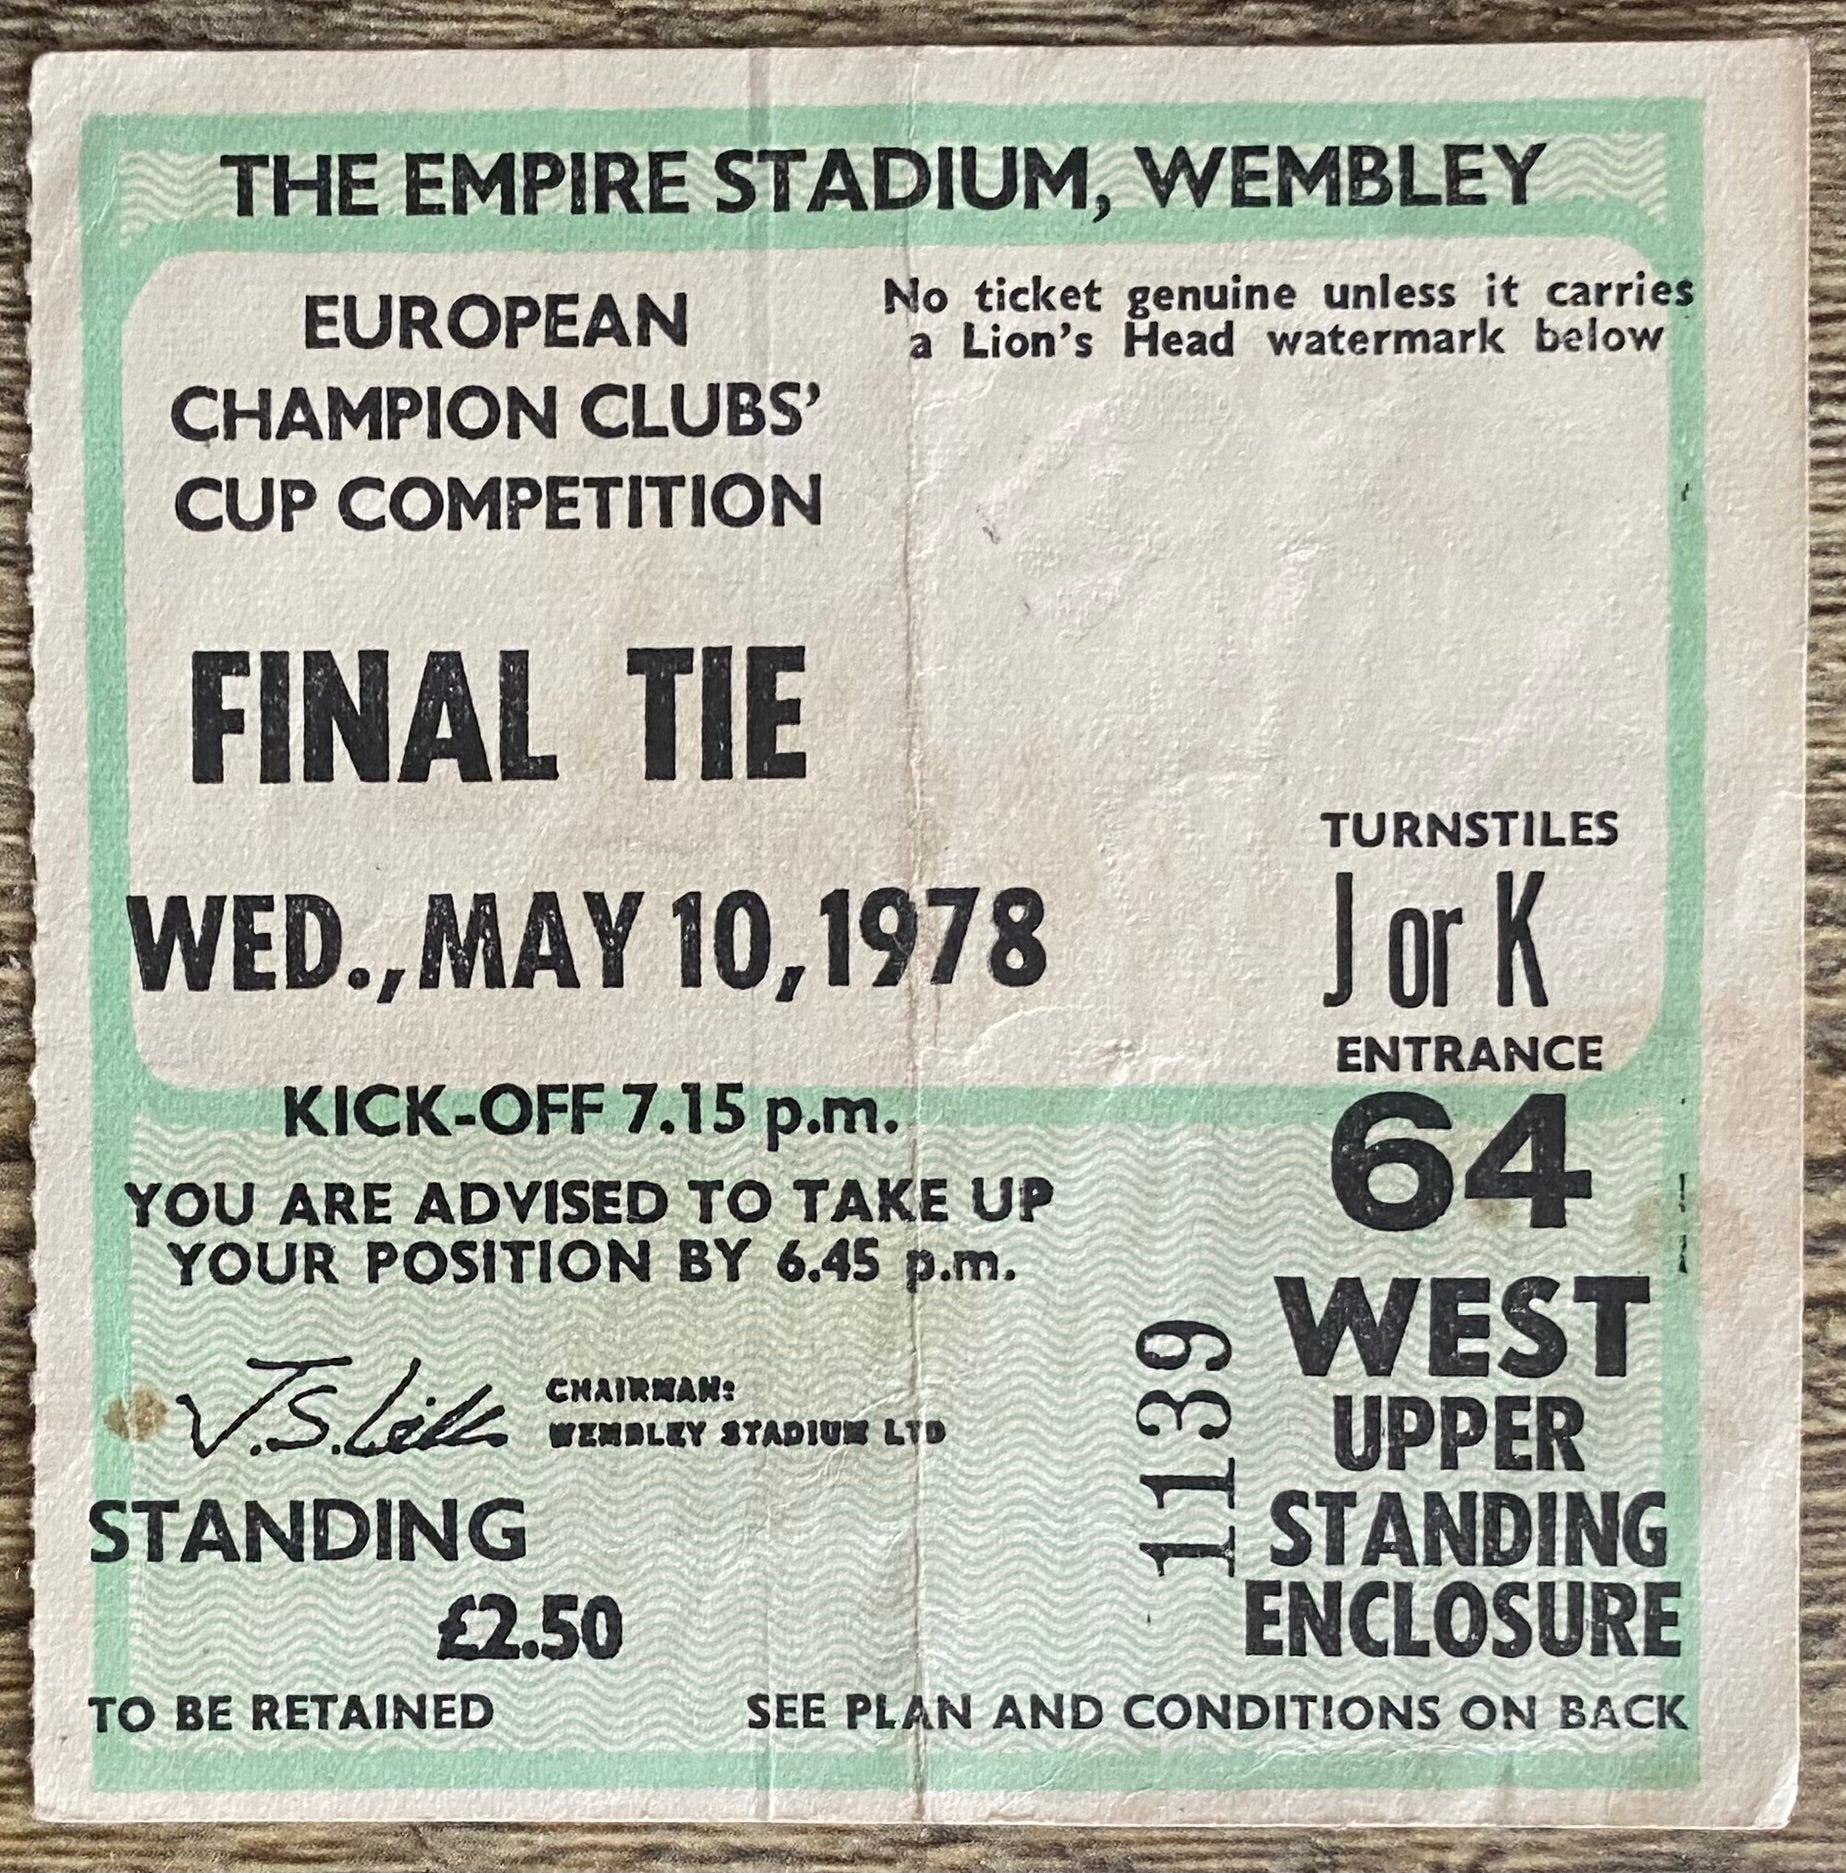 THE EMPIRE STADIUM, WEMBLEY
EUROPEAN
CHAMPION CLUBS'
CUP COMPETITION
No ticket genuine unless it carries
a Lion's Head watermark below
FINAL TIE
WED., MAY 10, 1978
TURNSTILES
J or K
ENTRANCE
64
WEST
UPPER
STANDING
ENCLOSURE
KICK-OFF 7.15 p.m.
YOU ARE ADVISED TO TAKE UP
YOUR POSITION BY 6.45 p.m.
J.S.
CHAIRMAN:
WEMBLEY STADIUM LTD
1139
STANDING
£2.50
TO BE RETAINED
SEE PLAN AND CONDITIONS ON BACK